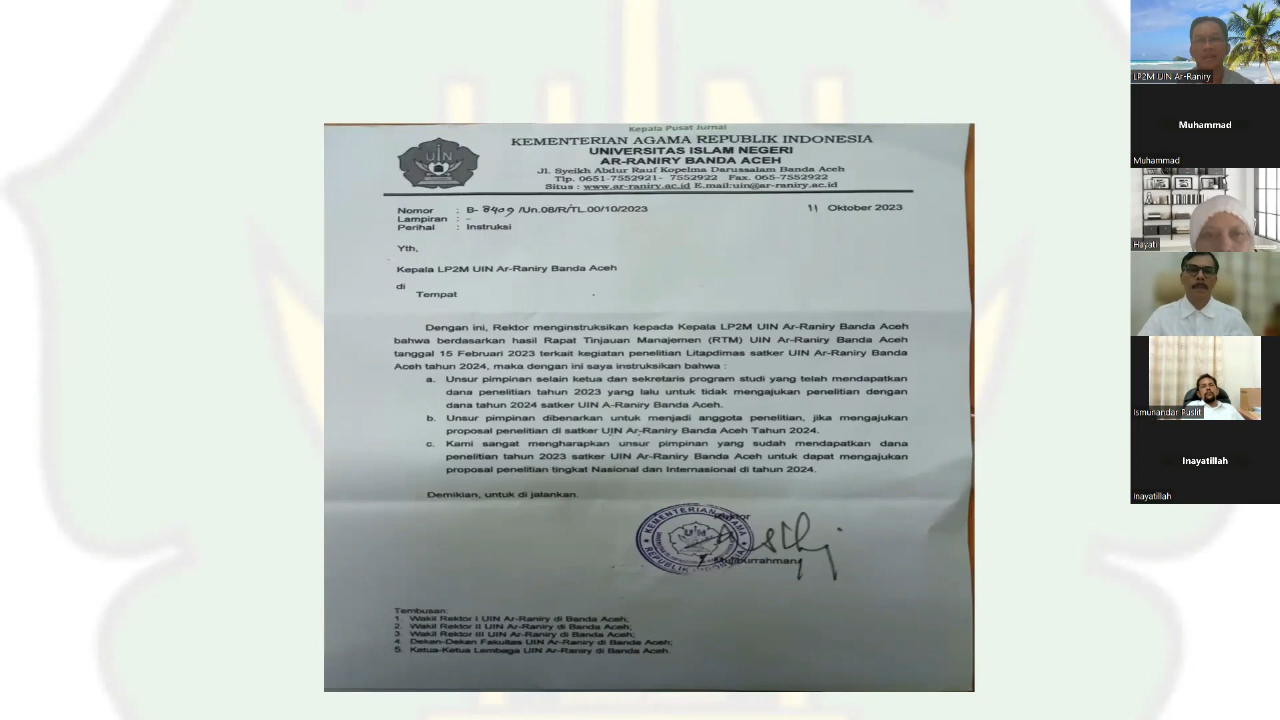 Kepala Pusat Jurnal
KEMENTERIAN AGAMA REPUBLIK INDONESIA
UNIVERSITAS ISLAM NEGERI
AR-RANIRY BANDA ACEH
Jl. Syeikh Abdur Rauf Kopelma Darussalam Banda Aceh
Tlp. 0651-7552921- 7552922 Fax. 065-7552922
Situs : www.ar-raniry.ac.id E.mail:uin@ar-raniry.ac.id
UIN
Nomor : B- 8409 /Un.08/R/TL.00/10/2023 11 Oktober 2023
Lampiran : -
Perihal : Instruksi
Yth,
Kepala LP2M UIN Ar-Raniry Banda Aceh
di
Tempat
Dengan ini, Rektor menginstruksikan kepada Kepala LP2M UIN Ar-Raniry Banda Aceh
bahwa berdasarkan hasil Rapat Tinjauan Manajemen (RTM) UIN Ar-Raniry Banda Aceh
tanggal 15 Februari 2023 terkait kegiatan penelitian Litapdimas satker UIN Ar-Raniry Banda
Aceh tahun 2024, maka dengan ini saya instruksikan bahwa :
a. Unsur pimpinan selain ketua dan sekretaris program studi yang telah mendapatkan
dana penelitian tahun 2023 yang lalu untuk tidak mengajukan penelitian dengan
dana tahun 2024 satker UIN A-Raniry Banda Aceh.
b. Unsur pimpinan dibenarkan untuk menjadi anggota penelitian, jika mengajukan
proposal penelitian di satker UIN Ar-Raniry Banda Aceh Tahun 2024.
c. Kami sangat mengharapkan unsur pimpinan yang sudah mendapatkan dana
penelitian tahun 2023 satker UIN Ar-Raniry Banda Aceh untuk dapat mengajukan
proposal penelitian tingkat Nasional dan Internasional di tahun 2024.
Demikian, untuk di jalankan.
KEMENTERIAN AGAMA
REPUBLIK INDONESIA
Mujiburrahman
Tembusan:
1. Wakil Rektor I UIN Ar-Raniry di Banda Aceh;
2. Wakil Rektor II UIN Ar-Raniry di Banda Aceh;
3. Wakil Rektor III UIN Ar-Raniry di Banda Aceh;
4. Dekan-Dekan Fakultas UIN Ar-Raniry di Banda Aceh;
5. Ketua-Ketua Lembaga UIN Ar-Raniry di Banda Aceh.
UIN
LP2M UIN Ar-Raniry
Muhammad
Muhammad
Hayati
Ismunandar Puslit
Inayatillah
Inayatillah